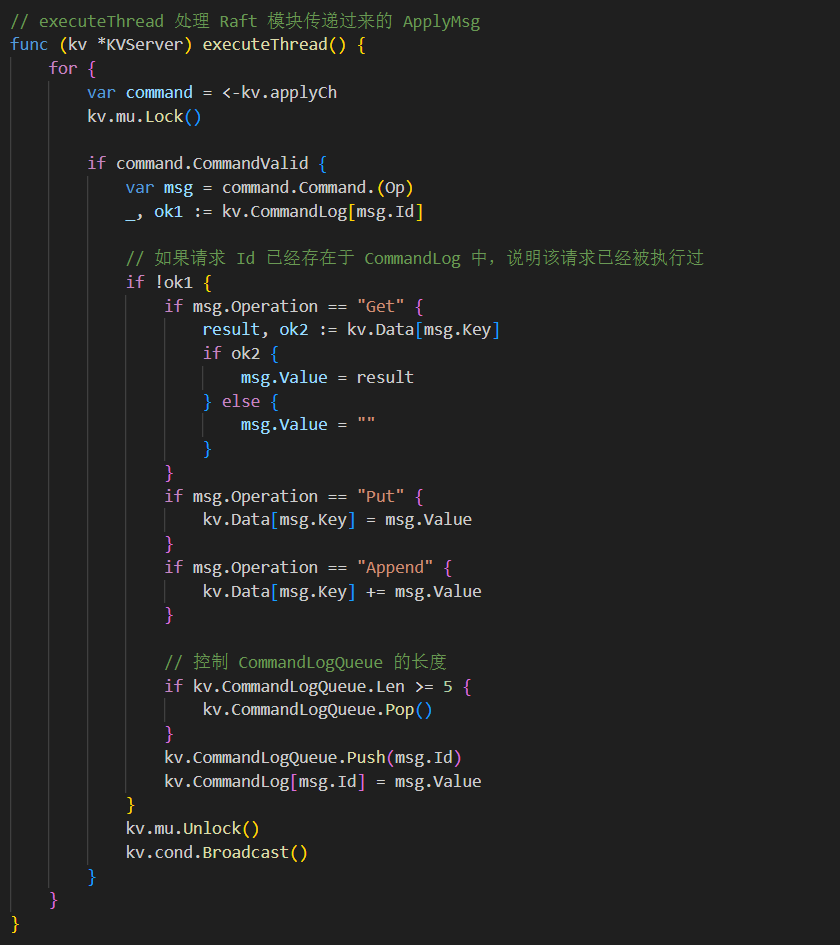 // executeThread 处理 Raft 模块传递过来的 ApplyMsg
func (kv *KVServer) executeThread() {
    for {
        var command = <-kv.applyCh
        kv.mu.Lock()

        if command.CommandValid {
            var msg = command.Command.(Op)
            _, ok1 := kv.CommandLog[msg.Id]

            // 如果请求 Id 已经存在于 CommandLog 中，说明该请求已经被执行过
            if !ok1 {
                if msg.Operation == "Get" {
                    result, ok2 := kv.Data[msg.Key]
                    if ok2 {
                        msg.Value = result
                    } else {
                        msg.Value = ""
                    }
                }
                if msg.Operation == "Put" {
                    kv.Data[msg.Key] = msg.Value
                }
                if msg.Operation == "Append" {
                    kv.Data[msg.Key] += msg.Value
                }

                // 控制 CommandLogQueue 的长度
                if kv.CommandLogQueue.Len >= 5 {
                    kv.CommandLogQueue.Pop()
                }
                kv.CommandLogQueue.Push(msg.Id)
                kv.CommandLog[msg.Id] = msg.Value
            }
            kv.mu.Unlock()
            kv.cond.Broadcast()
        }
    }
}